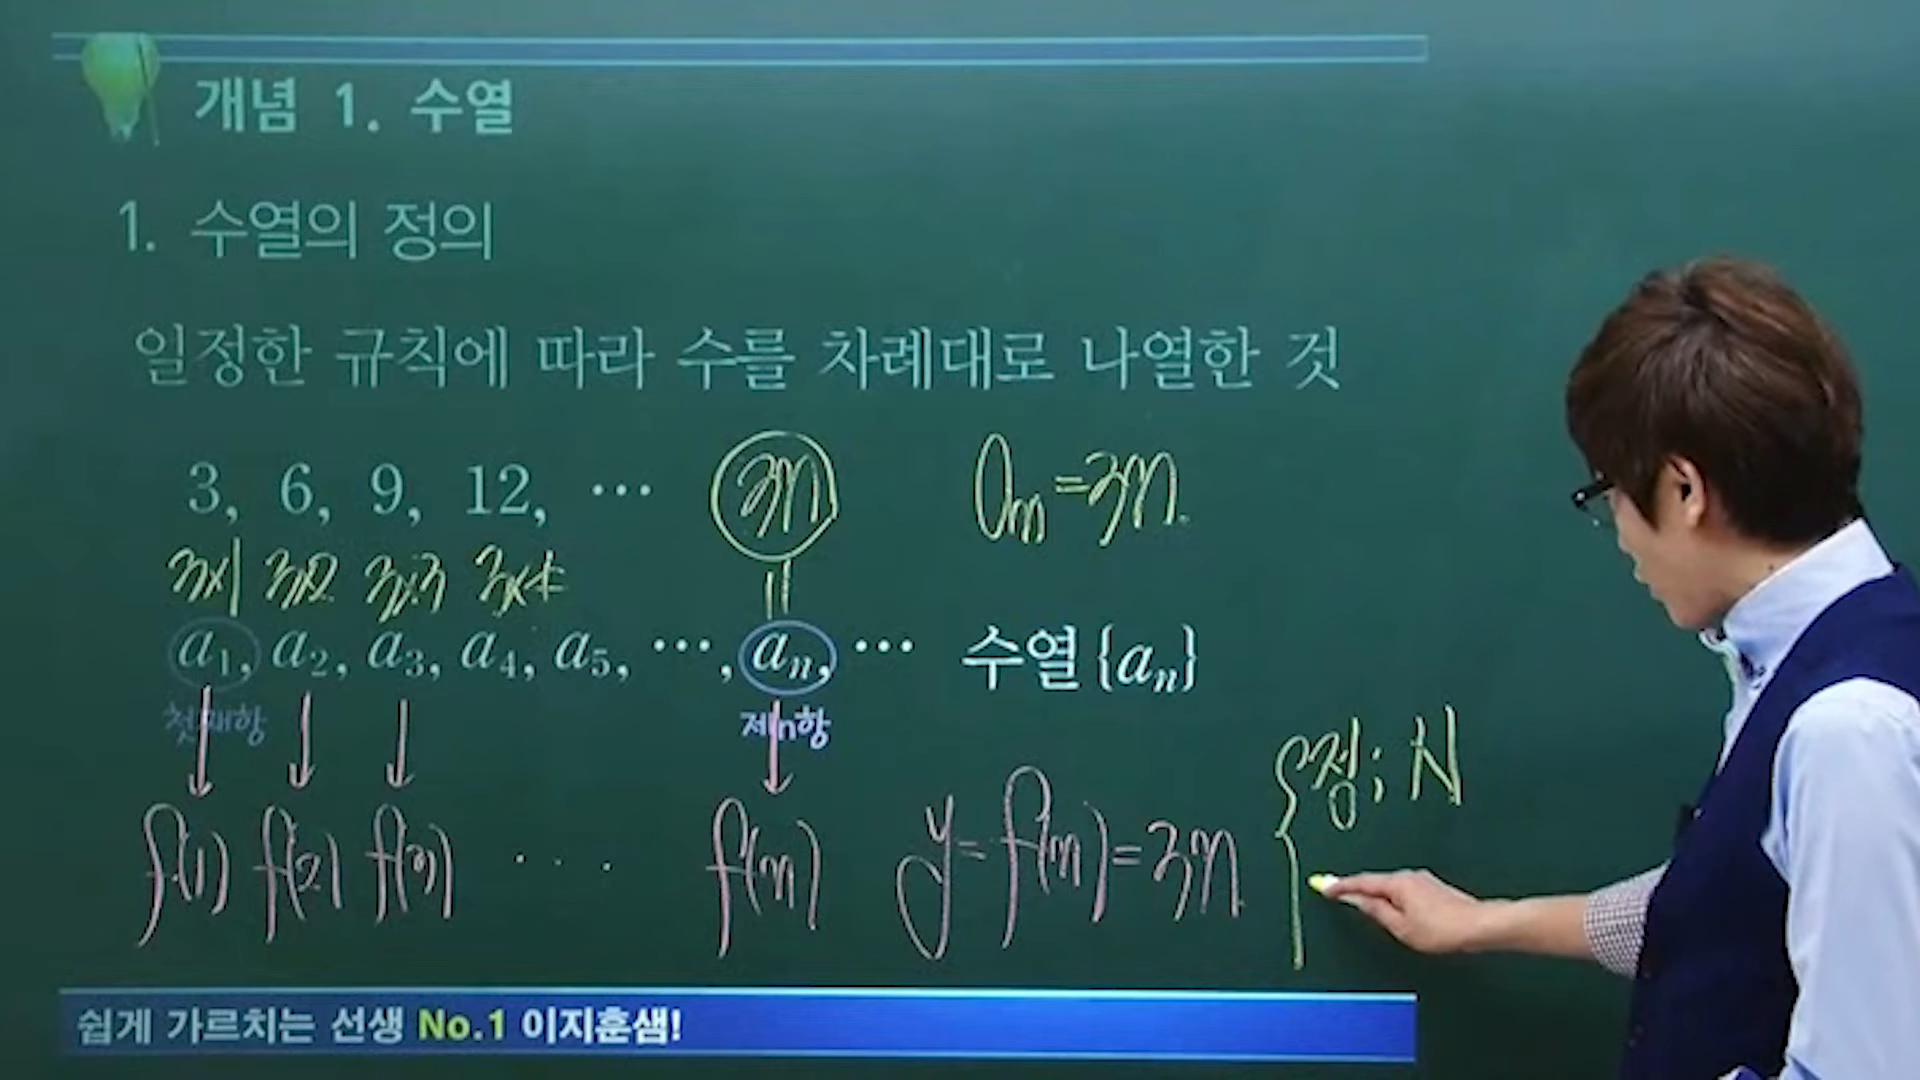 개념 1. 수열
1. 수열의 정의
일정한 규칙에 따라 수를 차례대로 나열한 것
3, 6, 9, 12, ⋯ 3n aₙ=3n
3×1 3×2 3×3 3×4 =
a₁, a₂, a₃, a₄, a₅, ⋯, aₙ, ⋯ 수열 {aₙ}
첫째항 제n항
정; N
f(1) f(2) f(3) ⋯ f(n) y=f(n)=3n
쉽게 가르치는 선생 No.1 이지훈샘!